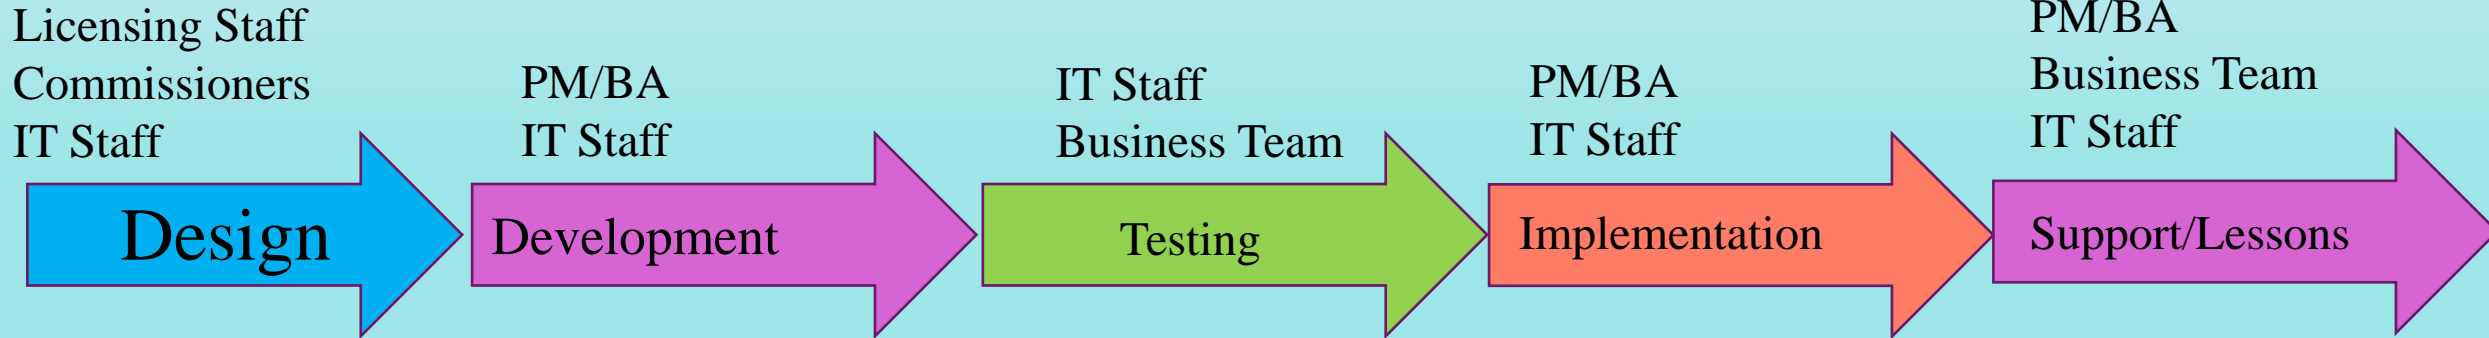 Licensing Staff
Commissioners
IT Staff
Design
PM/BA
IT Staff
Development
IT Staff
Business Team
Testing
PM/BA
IT Staff
Implementation
PM/BA
Business Team
IT Staff
Support/Lessons